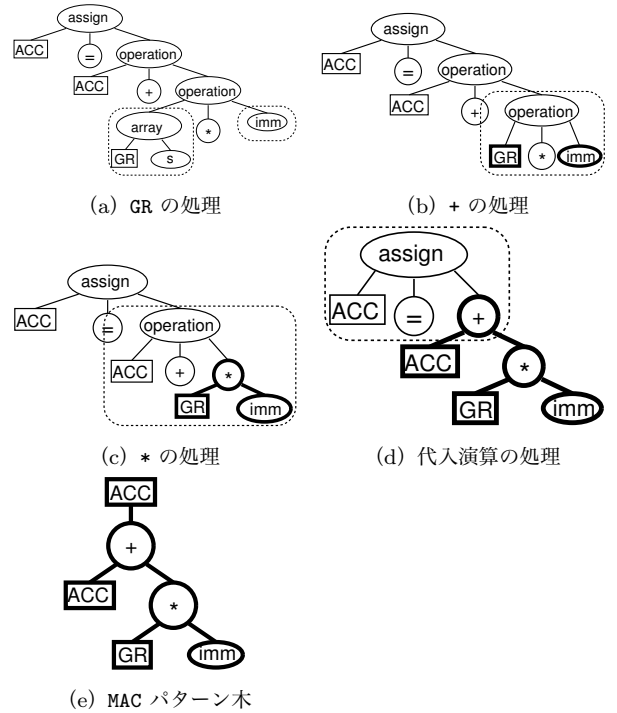 assign
ACC
=
operation
ACC
+
operation
array
*
imm
GR
s
(a) GR の処理
assign
ACC
=
operation
ACC
+
operation
GR
*
imm
(b) + の処理
assign
ACC
=
operation
ACC
+
*
GR
imm
(c) * の処理
assign
ACC
=
+
ACC
*
GR
imm
(d) 代入演算の処理
ACC
+
ACC
*
GR
imm
(e) MAC パターン木